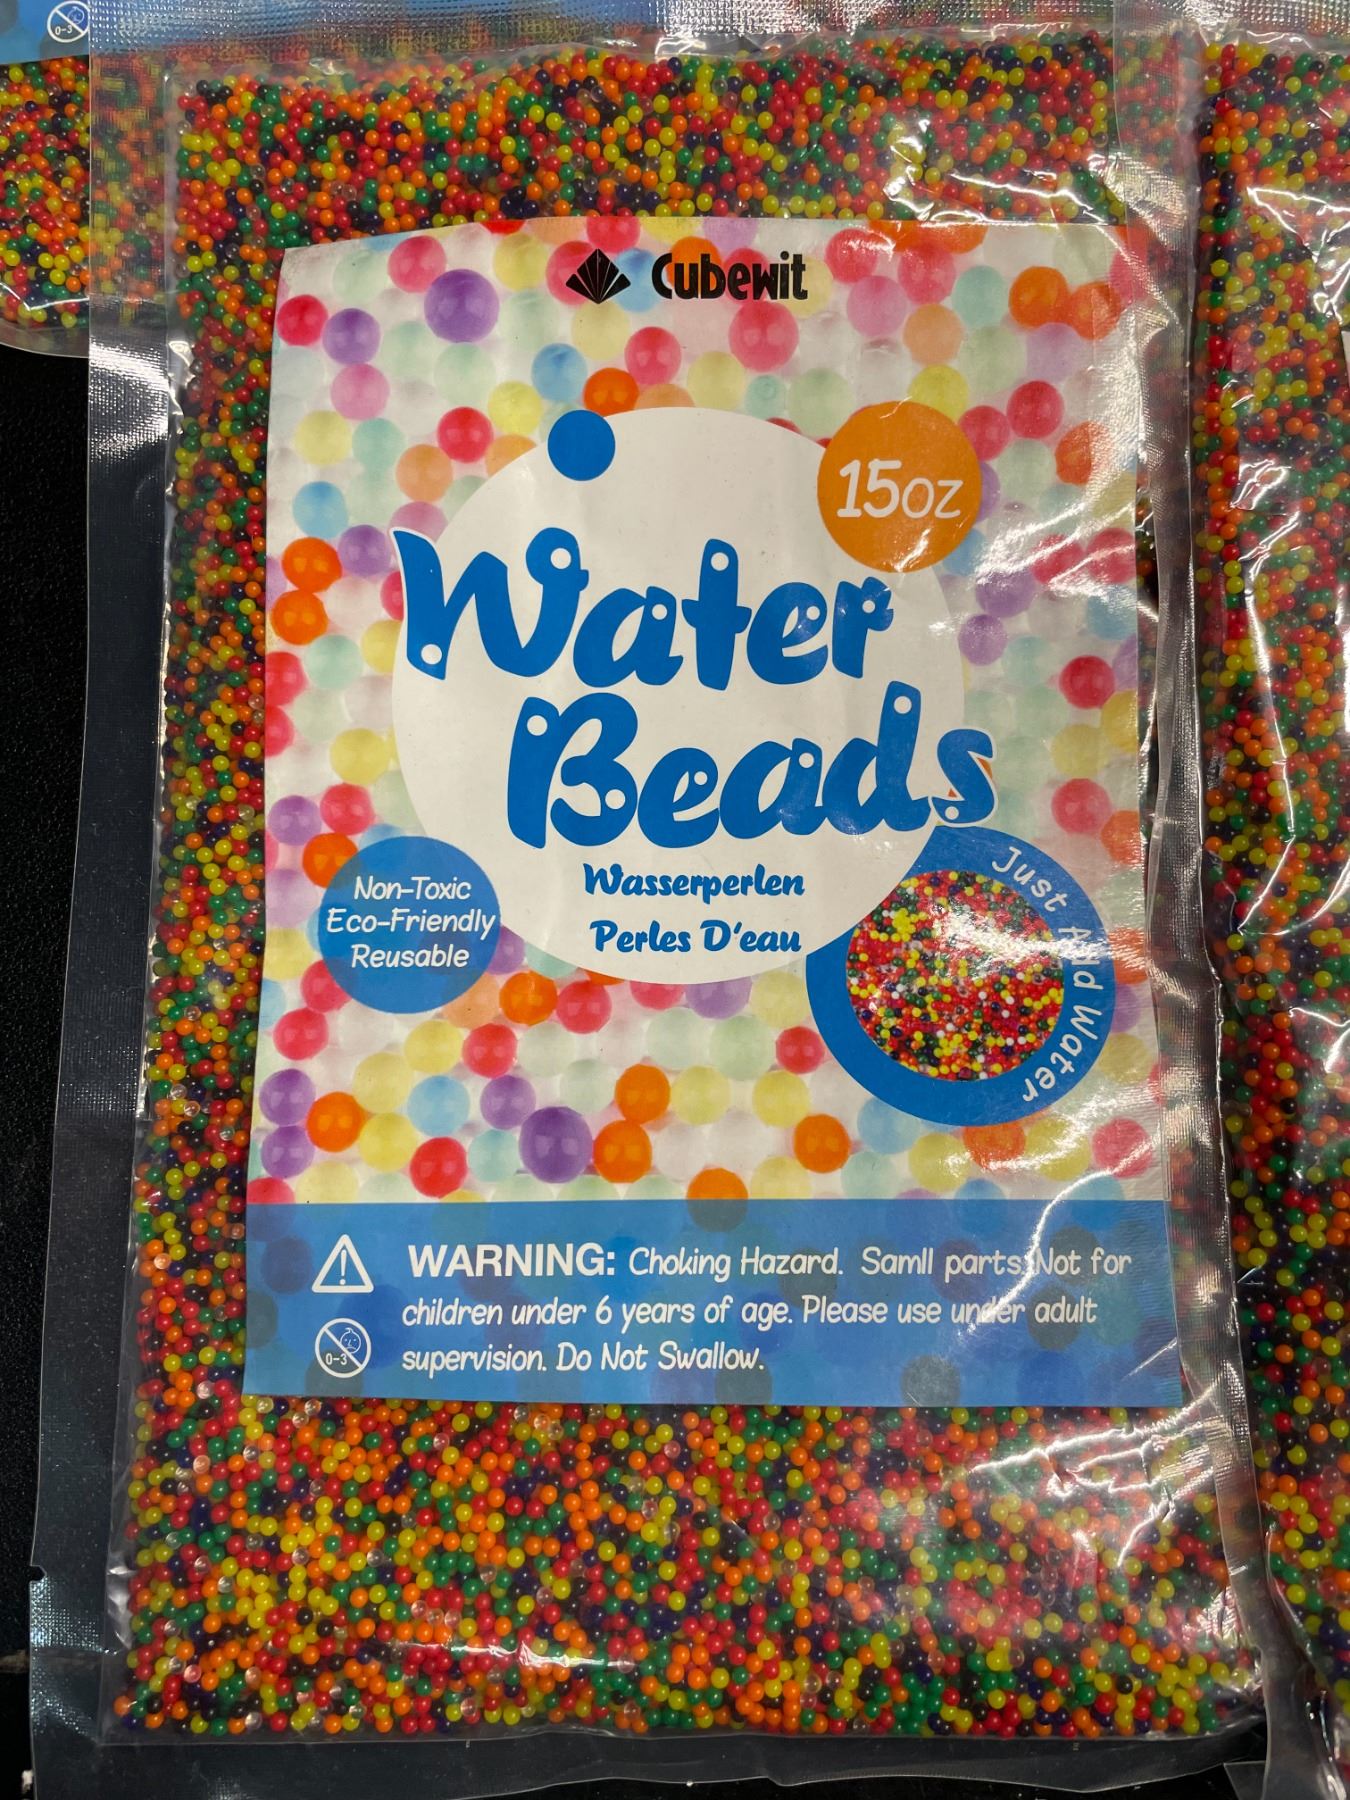 0-3
Cubewit
15oz
Water
Beads
Wasserperlen
Perles D'eau
Non-Toxic
Eco-Friendly
Reusable
Just Add Water
WARNING: Choking Hazard. Samll parts. Not for
children under 6 years of age. Please use under adult
supervision. Do Not Swallow.
0-3